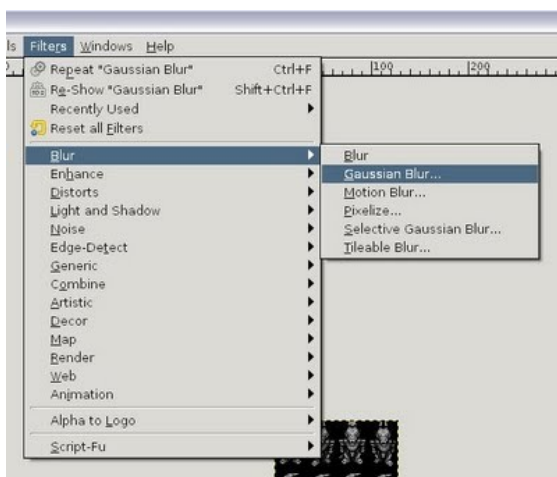 ls Filters Windows Help
100 200
Repeat "Gaussian Blur" Ctrl+F
Re-Show "Gaussian Blur" Shift+Ctrl+F
Recently Used
Reset all Filters
Blur
Enhance
Distorts
Light and Shadow
Noise
Edge-Detect
Generic
Combine
Artistic
Decor
Map
Render
Web
Animation
Alpha to Logo
Script-Fu
Blur
Gaussian Blur...
Motion Blur...
Pixelize...
Selective Gaussian Blur...
Tileable Blur...